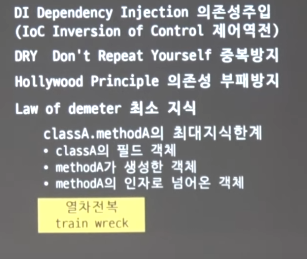 DI Dependency Injection 의존성주입
(IoC Inversion of Control 제어역전)
DRY Don't Repeat Yourself 중복방지
Hollywood Principle 의존성 부패방지
Law of demeter 최소 지식
classA.methodA의 최대지식한계
• classA의 필드 객체
• methodA가 생성한 객체
• methodA의 인자로 넘어온 객체
열차전복
train wreck